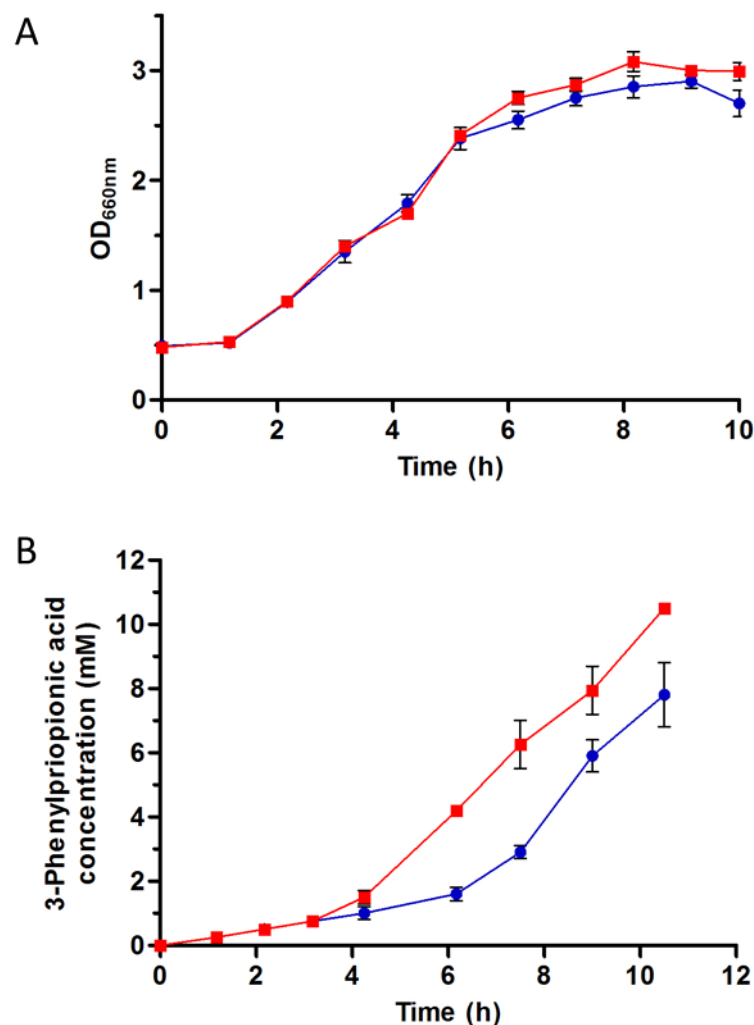 A
3
2
1
0
OD660nm
0 2 4 6 8 10
Time (h)
B
12
10
8
6
4
2
0
3-Phenylpriopionic acid
concentration (mM)
0 2 4 6 8 10 12
Time (h)